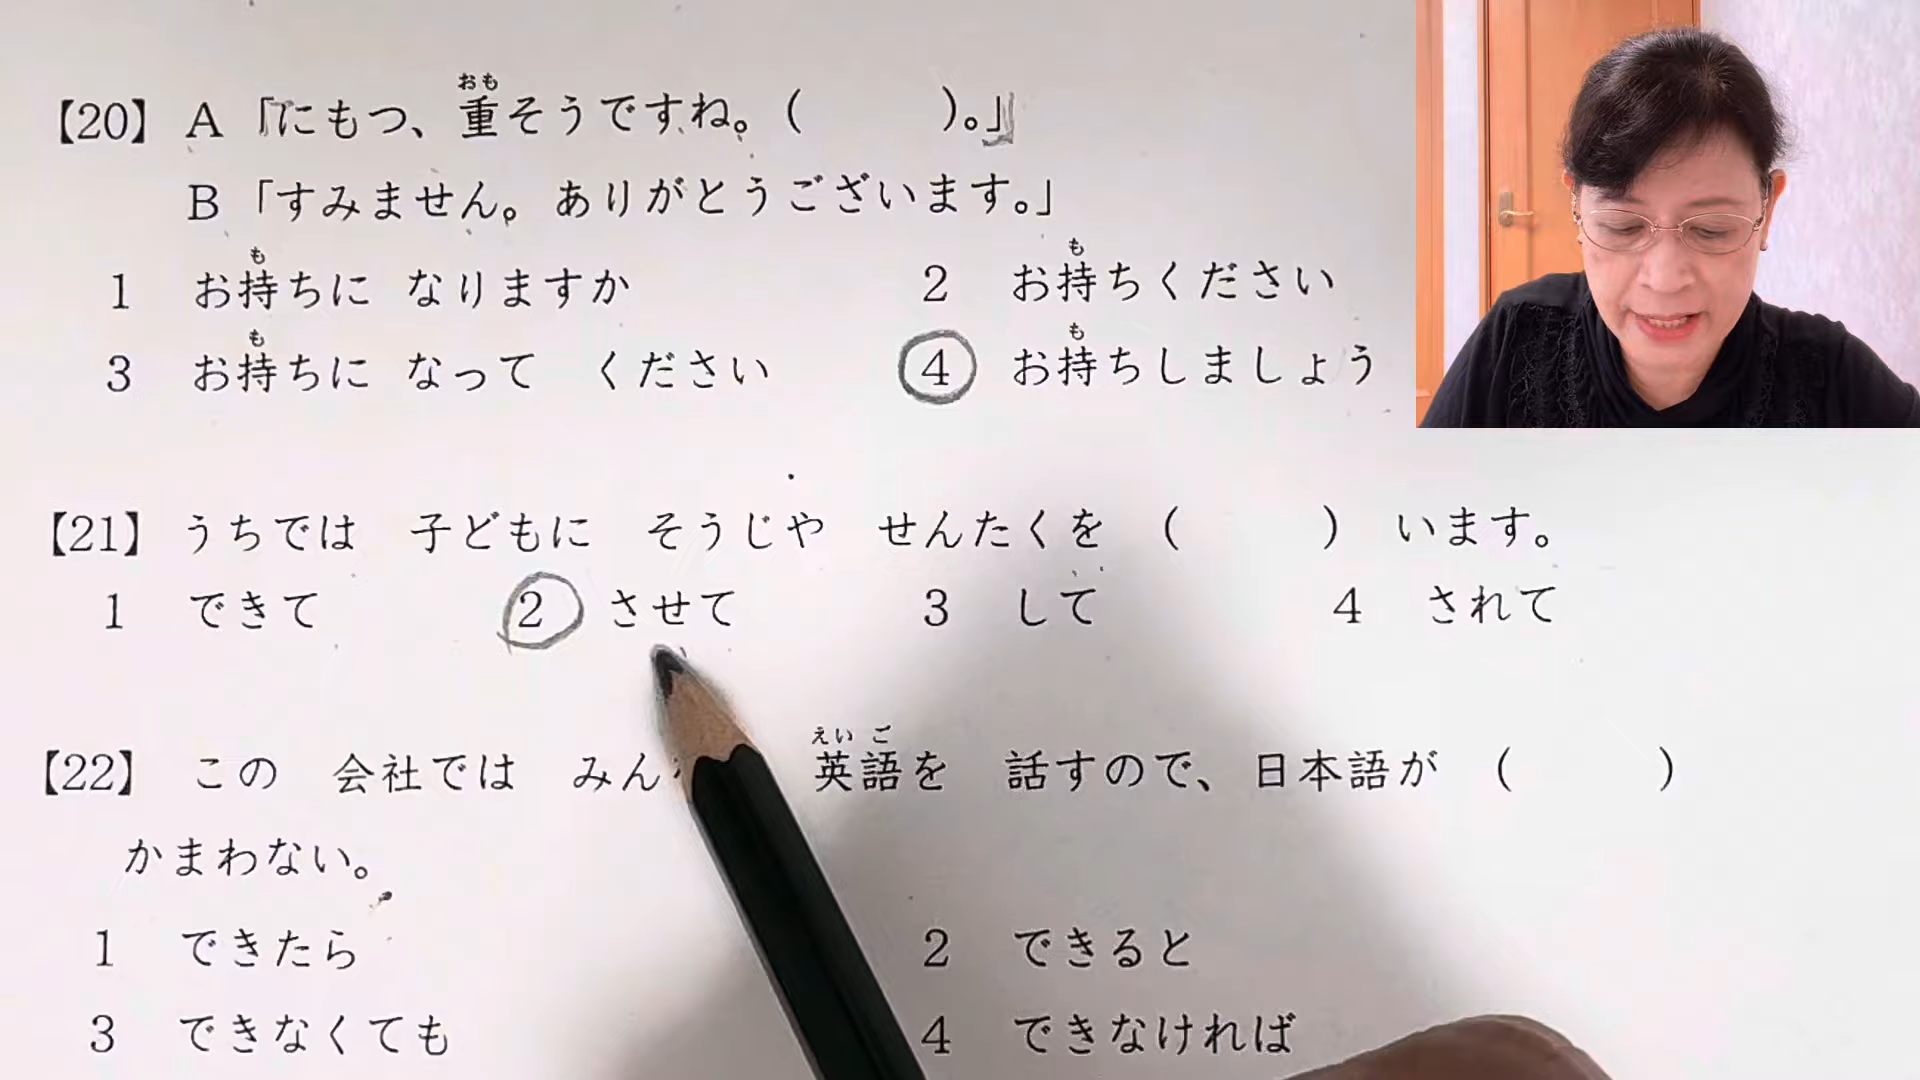 【20】 A 「にもつ、重そうですね。(　　　)。」
B 「すみません。ありがとうございます。」
1　お持ちに　なりますか　　2　お持ちください
3　お持ちに　なって　ください　　4　お持ちしましょう
【21】 うちでは　子どもに　そうじや　せんたくを　(　　　)　います。
1　できて　　2　させて　　3　して　　4　されて
【22】 この　会社では　みん　英語を　話すので、日本語が　(　　　)
かまわない。
1　できたら　　2　できると
3　できなくても　　4　できなければ